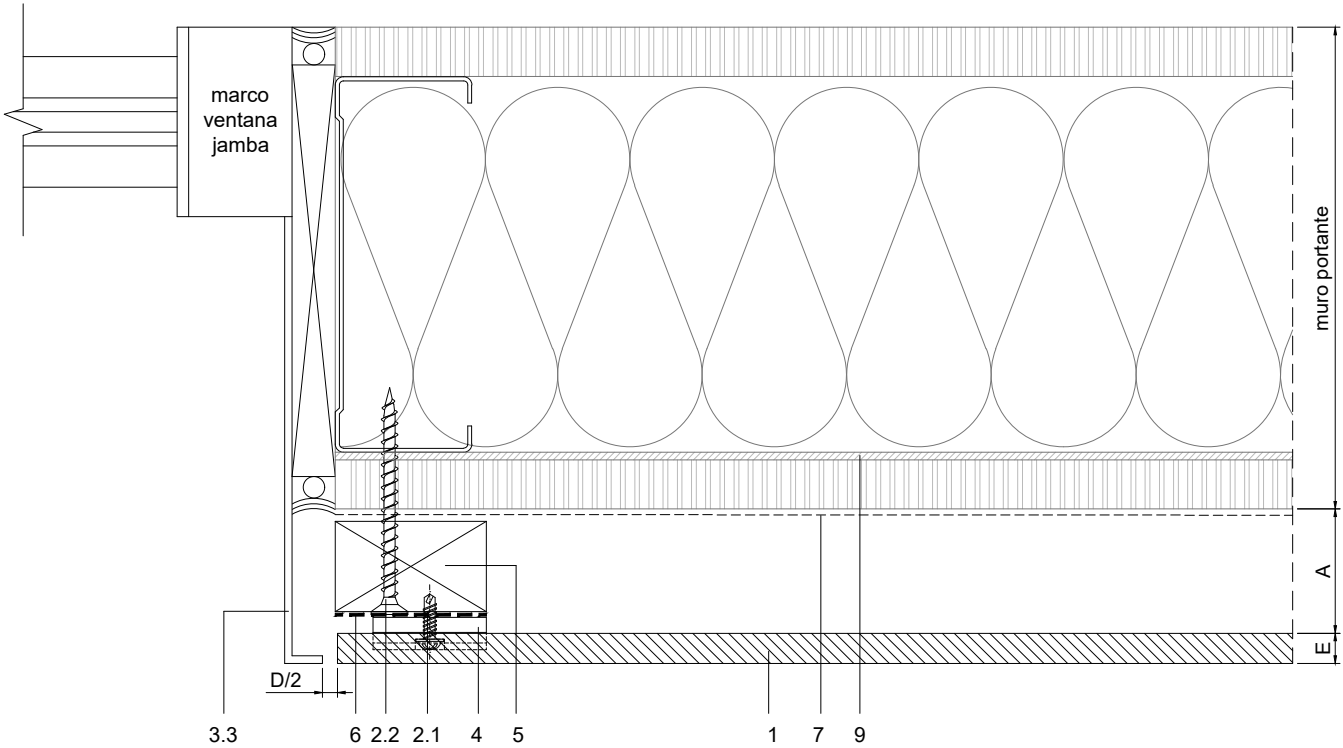 marco
ventana
jamba
muro portante
A
E
D/2
3.3
6
2.2
2.1
4
5
1
7
9